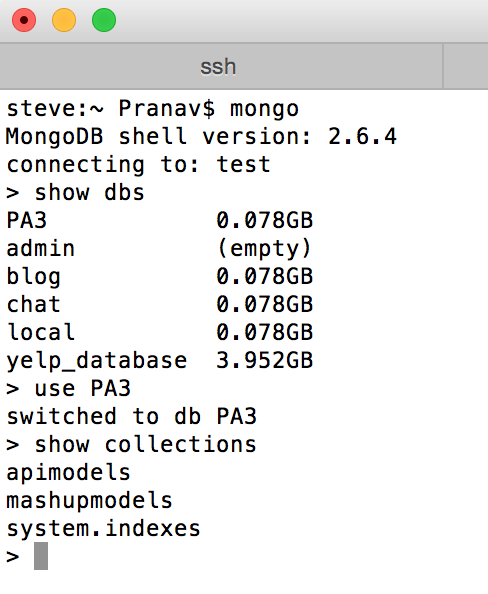 ssh
steve:~ Pranav$ mongo
MongoDB shell version: 2.6.4
connecting to: test
> show dbs
PA3            0.078GB
admin          (empty)
blog           0.078GB
chat           0.078GB
local          0.078GB
yelp_database  3.952GB
> use PA3
switched to db PA3
> show collections
apimodels
mashupmodels
system.indexes
>